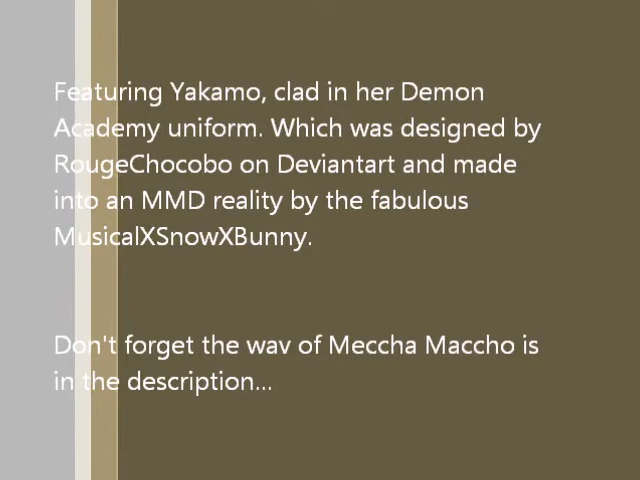 Featuring Yakamo, clad in her Demon
Academy uniform. Which was designed by
RougeChocobo on Deviantart and made
into an MMD reality by the fabulous
MusicalXSnowXBunny.
Don't forget the wav of Meccha Maccho is
in the description...